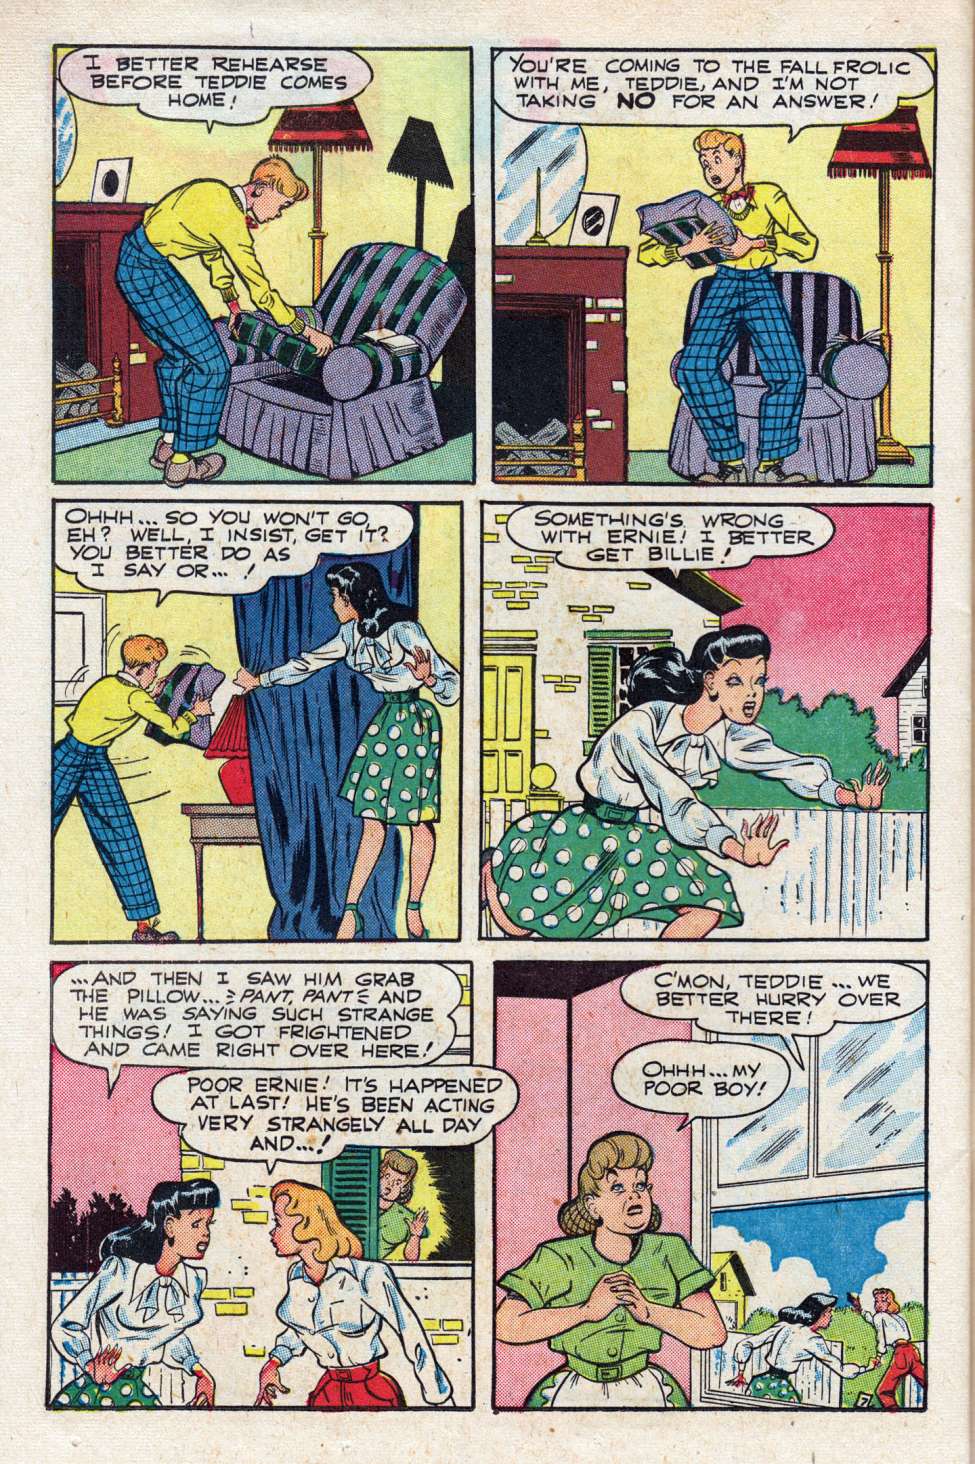 I BETTER REHEARSE
BEFORE TEDDIE COMES
HOME!
YOU'RE COMING TO THE FALL FROLIC
WITH ME, TEDDIE, AND I'M NOT
TAKING NO FOR AN ANSWER!
OHHH... SO YOU WON'T GO,
EH? WELL, I INSIST, GET IT?
YOU BETTER DO AS
I SAY OR... !
SOMETHING'S WRONG
WITH ERNIE! I BETTER
GET BILLIE!
...AND THEN I SAW HIM GRAB
THE PILLOW... PANT, PANT AND
HE WAS SAYING SUCH STRANGE
THINGS! I GOT FRIGHTENED
AND CAME RIGHT OVER HERE!
POOR ERNIE! IT'S HAPPENED
AT LAST! HE'S BEEN ACTING
VERY STRANGELY ALL DAY
AND...!
C'MON, TEDDIE... WE
BETTER HURRY OVER
THERE!
OHHH... MY
POOR BOY!
7